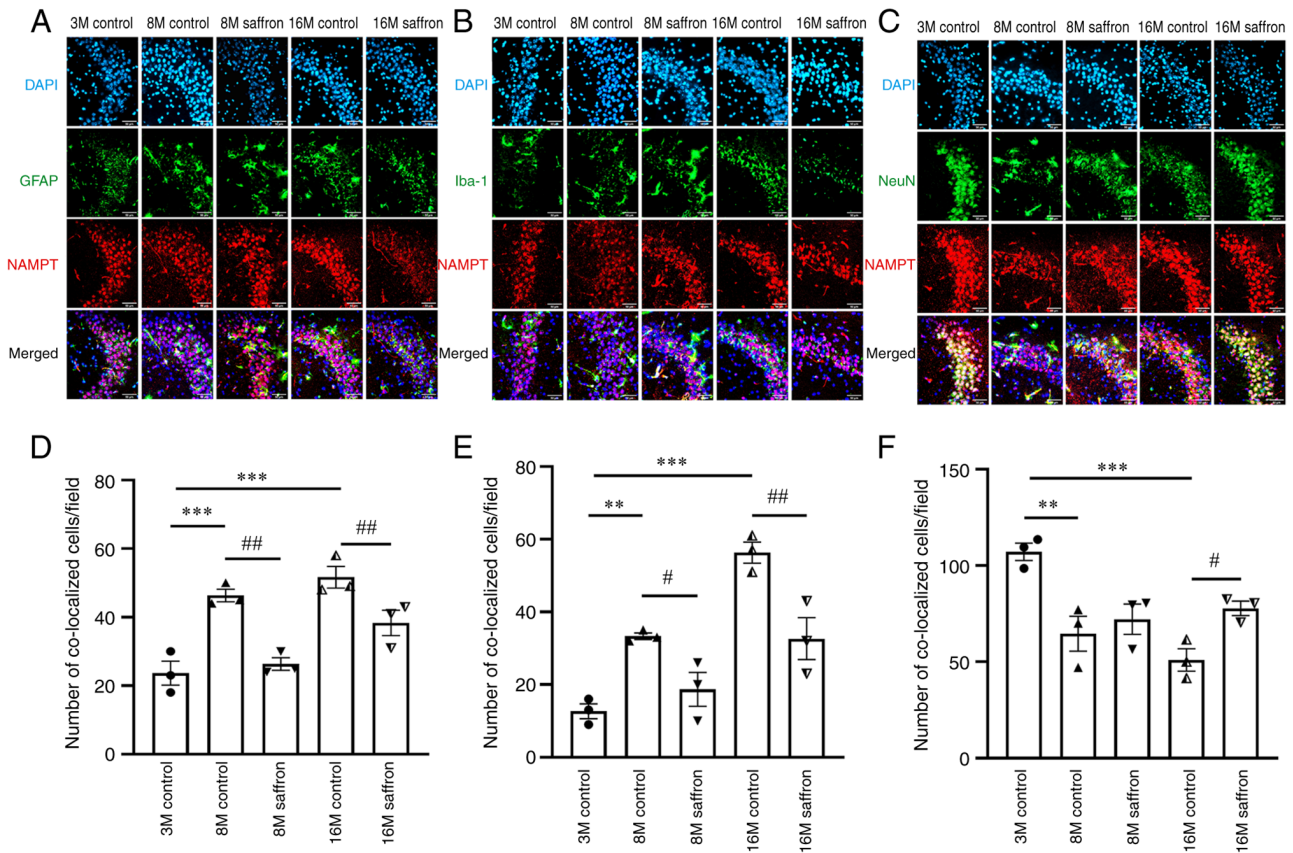 A
3M control 8M control 8M saffron 16M control 16M saffron
DAPI
GFAP
NAMPT
Merged
B
3M control 8M control 8M saffron 16M control 16M saffron
DAPI
Iba-1
NAMPT
Merged
C
3M control 8M control 8M saffron 16M control 16M saffron
DAPI
NeuN
NAMPT
Merged
D
Number of co-localized cells/field
80
60
40
20
0
***
***
##
##
3M control
8M control
8M saffron
16M control
16M saffron
E
Number of co-localized cells/field
80
60
40
20
0
***
**
##
#
3M control
8M control
8M saffron
16M control
16M saffron
F
Number of co-localized cells/field
150
100
50
0
***
**
#
3M control
8M control
8M saffron
16M control
16M saffron